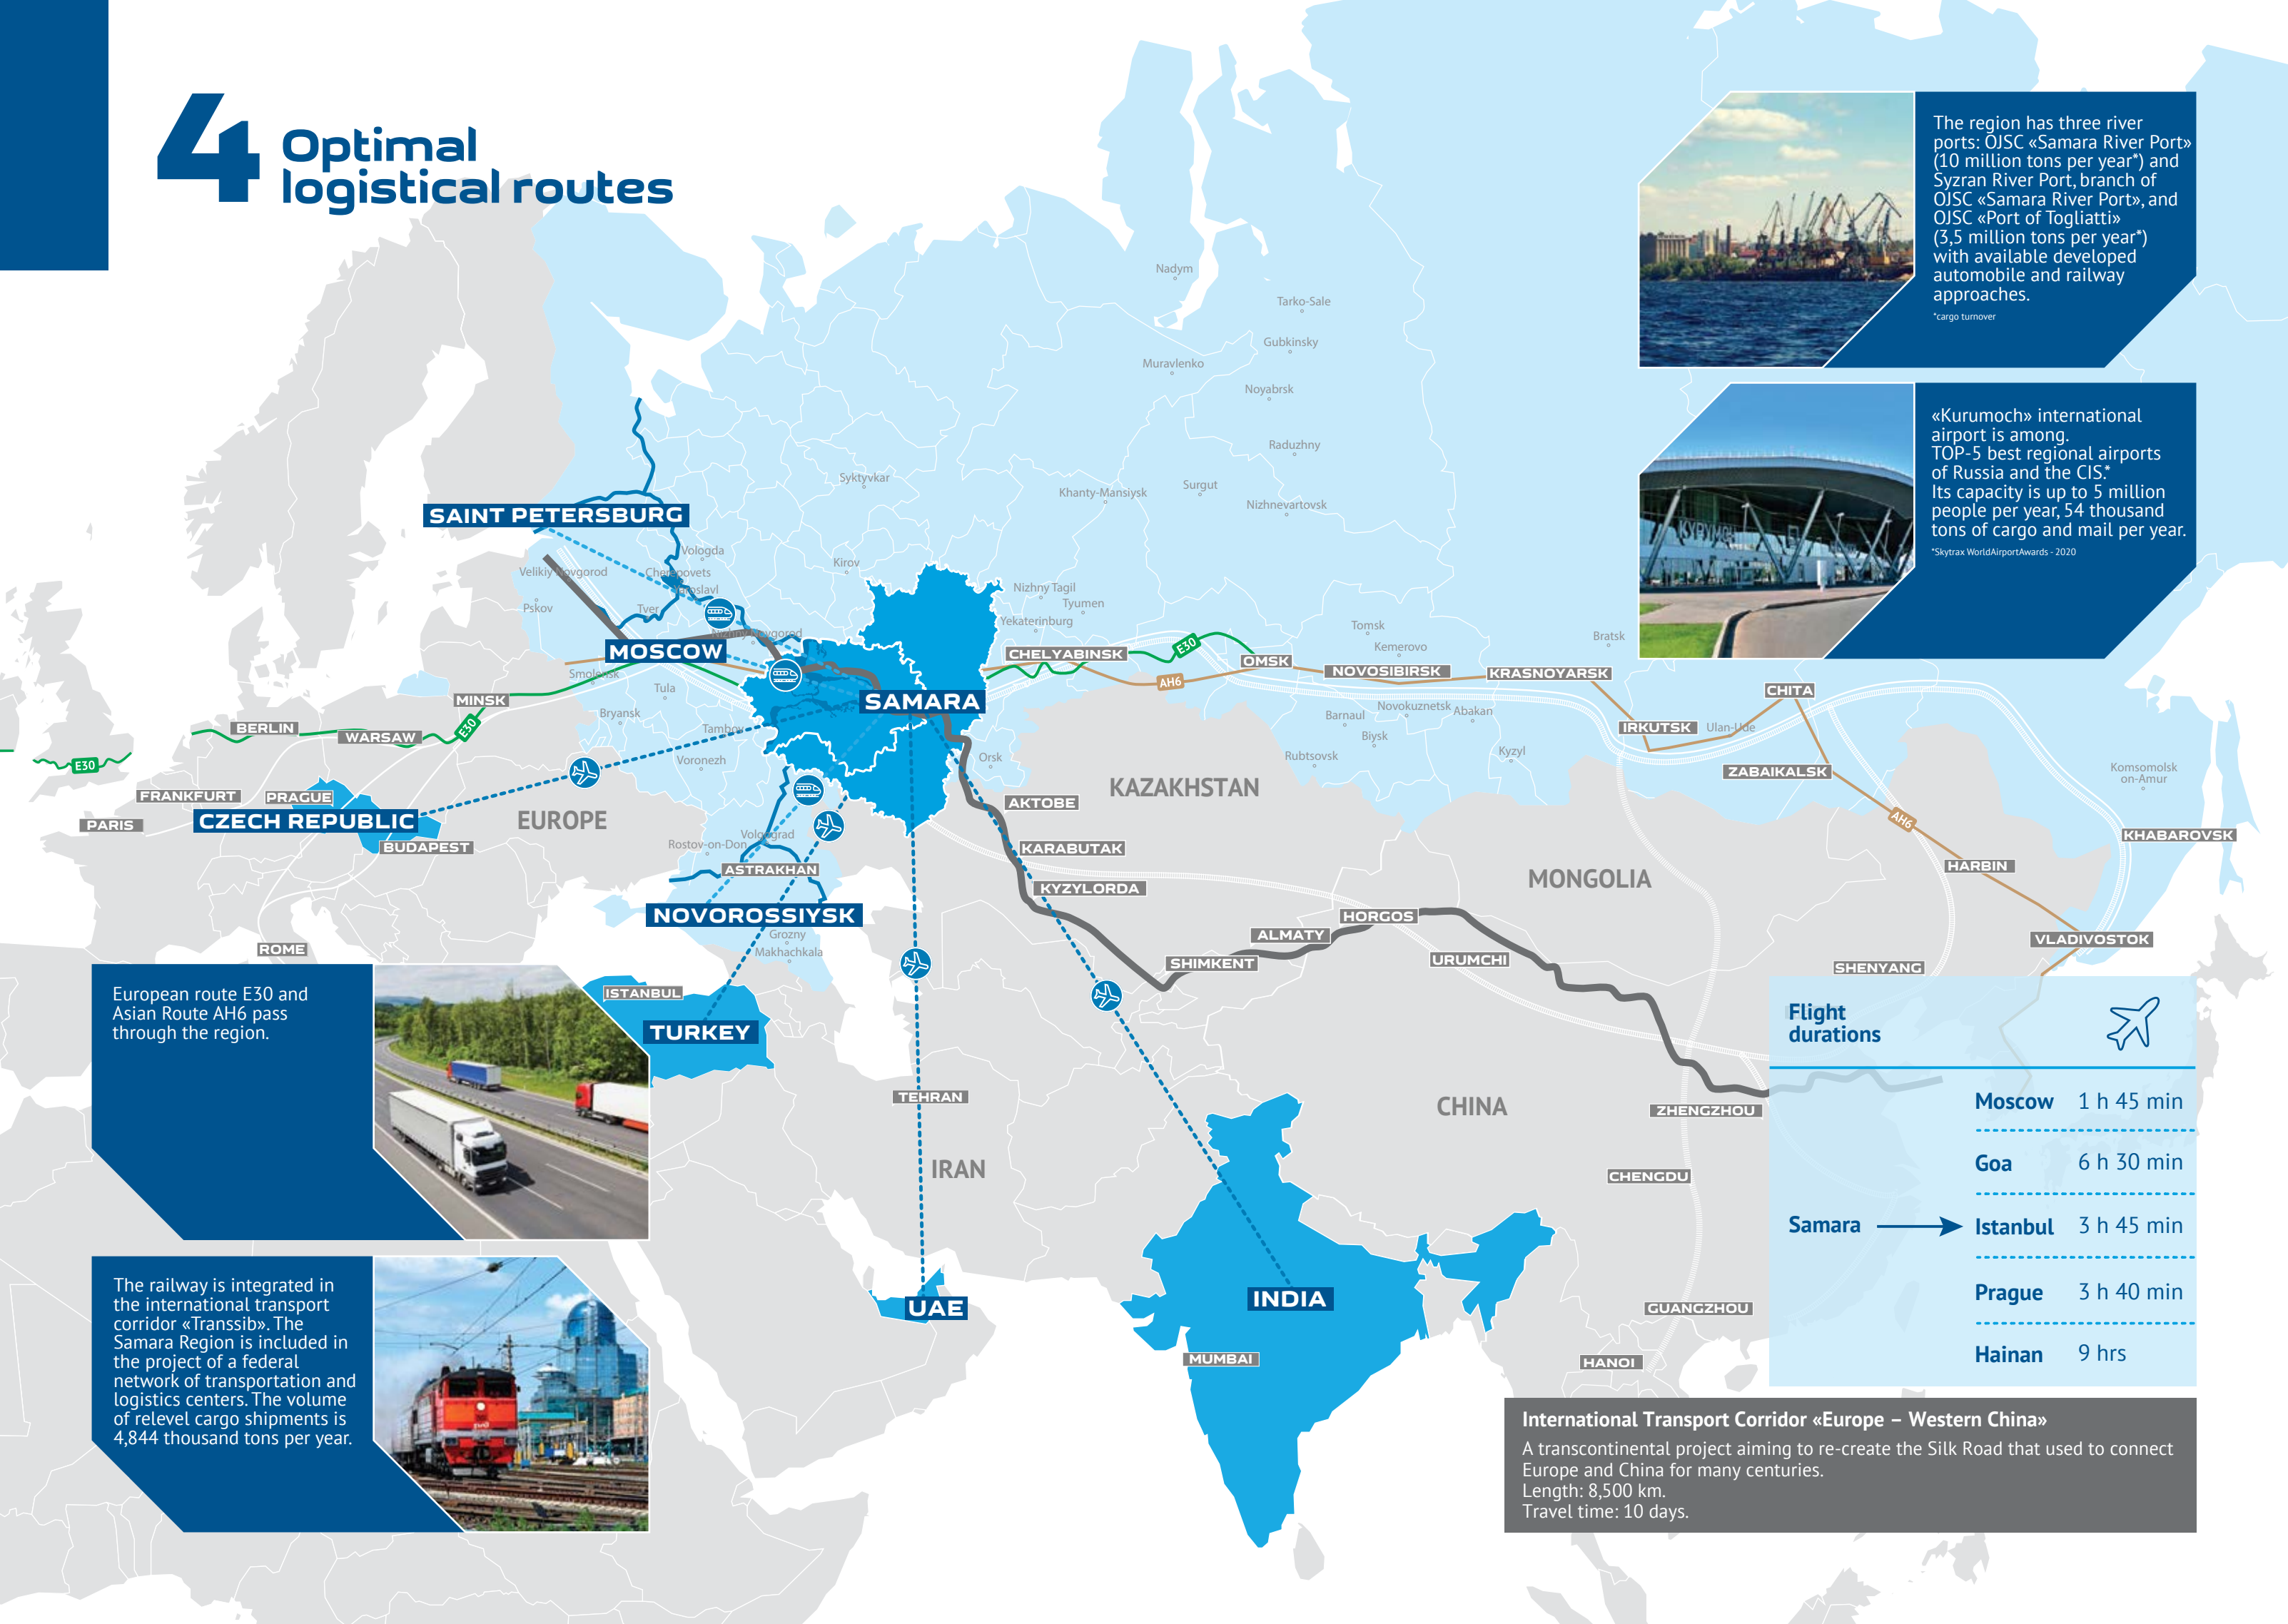 4 Optimal
logistical routes
The region has three river
ports: OJSC «Samara River Port»
(10 million tons per year*) and
Syzran River Port, branch of
OJSC «Samara River Port», and
OJSC «Port of Togliatti»
(3,5 million tons per year*)
with available developed
automobile and railway
approaches.
*cargo turnover
«Kurumoch» international
airport is among.
TOP-5 best regional airports
of Russia and the CIS.*
Its capacity is up to 5 million
people per year, 54 thousand
tons of cargo and mail per year.
*Skytrax WorldAirportAwards - 2020
КУРУМОЧ
Nadym
Tarko-Sale
Gubkinsky
Muravlenko
Noyabrsk
Raduzhny
Syktyvkar
Surgut
Khanty-Mansiysk
Nizhnevartovsk
SAINT PETERSBURG
Vologda
Kirov
Velikiy Novgorod
Cherepovets
Yaroslavl
Nizhny Tagil
Tyumen
Pskov
Tver
Yekaterinburg
Nizhny Novgorod
Tomsk
Kemerovo
Bratsk
MOSCOW
CHELYABINSK
E30
OMSK
NOVOSIBIRSK
KRASNOYARSK
Smolensk
AH6
Tula
CHITA
MINSK
SAMARA
Bryansk
Barnaul
Novokuznetsk
Abakan
BERLIN
WARSAW
E30
Tambov
Biysk
IRKUTSK
Ulan-Ude
Voronezh
Orsk
Rubtsovsk
Kyzyl
E30
ZABAIKALSK
Komsomolsk
on-Amur
FRANKFURT
PRAGUE
KAZAKHSTAN
AKTOBE
PARIS
CZECH REPUBLIC
EUROPE
AH6
KHABAROVSK
BUDAPEST
Rostov-on-Don
Volgograd
KARABUTAK
ASTRAKHAN
HARBIN
MONGOLIA
KYZYLORDA
NOVOROSSIYSK
HORGOS
Grozny
ALMATY
VLADIVOSTOK
ROME
Makhachkala
SHIMKENT
URUMCHI
SHENYANG
European route E30 and
Asian Route AH6 pass
through the region.
ISTANBUL
TURKEY
TEHRAN
CHINA
ZHENGZHOU
IRAN
CHENGDU
UAE
INDIA
GUANGZHOU
MUMBAI
HANOI
Flight
durations
Samara
Moscow 1 h 45 min
Goa 6 h 30 min
Istanbul 3 h 45 min
Prague 3 h 40 min
Hainan 9 hrs
The railway is integrated in
the international transport
corridor «Transsib». The
Samara Region is included in
the project of a federal
network of transportation and
logistics centers. The volume
of relevel cargo shipments is
4,844 thousand tons per year.
International Transport Corridor «Europe – Western China»
A transcontinental project aiming to re-create the Silk Road that used to connect
Europe and China for many centuries.
Length: 8,500 km.
Travel time: 10 days.